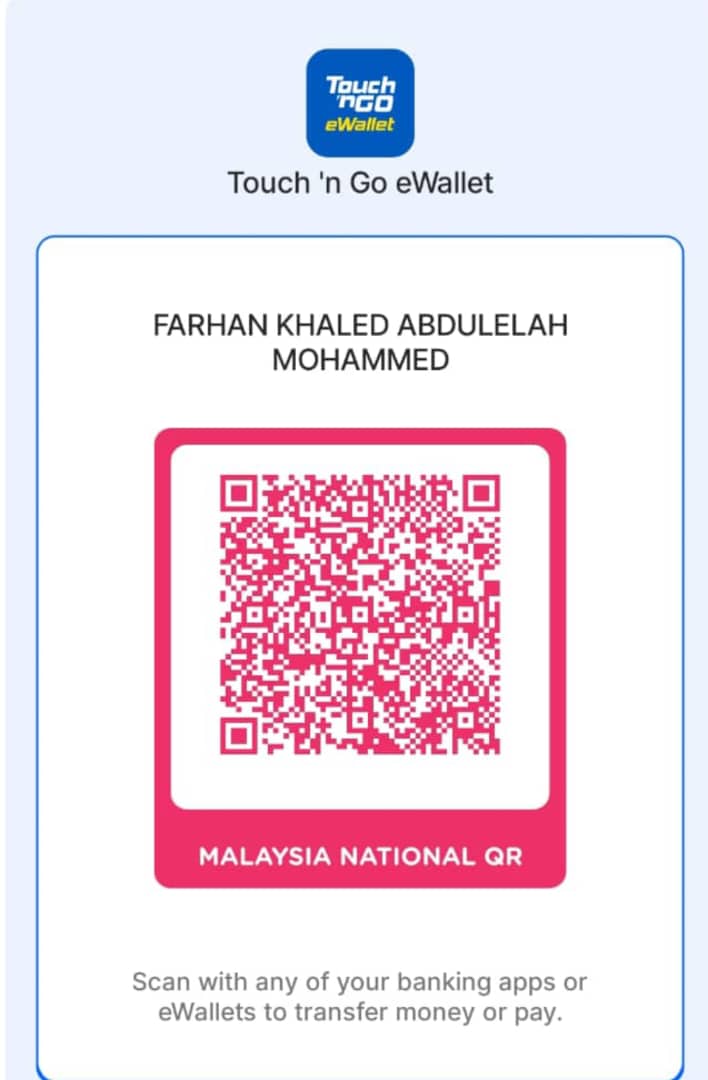 Touch
'nGO
eWallet
Touch 'n Go eWallet
FARHAN KHALED ABDULELAH
MOHAMMED
MALAYSIA NATIONAL QR
Scan with any of your banking apps or
eWallets to transfer money or pay.